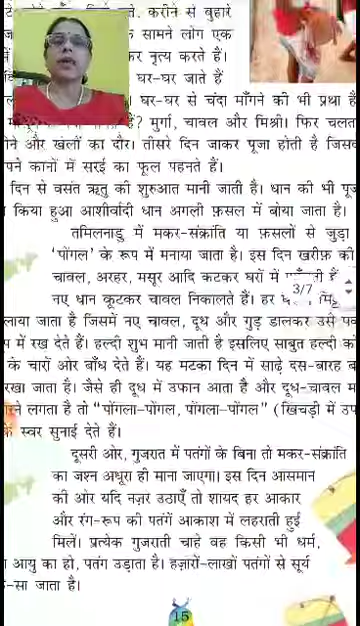 करीने से बुहारे
सामने लोग एक
कर नृत्य करते हैं।
घर-घर जाते हैं
घर-घर से चंदा माँगने की भी प्रथा है
है? मुर्गा, चावल और मिश्री। फिर चलता
और खेलों का दौर। तीसरे दिन जाकर पूजा होती है जिसमें
पने कानों में सरई का फूल पहनते हैं।
दिन से वसंत ऋतु की शुरुआत मानी जाती है। धान की भी पू
किया हुआ आशीर्वादी धान अगली फ़सल में बोया जाता है।
तमिलनाडु में मकर-संक्रांति या फ़सलों से जुड़ा
'पोंगल' के रूप में मनाया जाता है। इस दिन खरीफ़ की
चावल, अरहर, मसूर आदि कटकर घरों में
3/7
नए धान कूटकर चावल निकालते हैं। हर
लाया जाता है जिसमें नए चावल, दूध और गुड़ डालकर उसे
प में रख देते हैं। हल्दी शुभ मानी जाती है इसलिए साबुत हल्दी क
के चारों ओर बाँध देते हैं। यह मटका दिन में साढ़े दस-बारह ब
रखा जाता है। जैसे ही दूध में उफान आता है और दूध-चावल म
रने लगता है तो “पोंगला-पोंगल, पोंगला-पोंगल” (खिचड़ी में उफ
के स्वर सुनाई देते हैं।
दूसरी ओर, गुजरात में पतंगों के बिना तो मकर-संक्रांति
का जश्न अधूरा ही माना जाएगा। इस दिन आसमान
की ओर यदि नज़र उठाएँ तो शायद हर आकार
और रंग-रूप की पतंगें आकाश में लहराती हुई
मिलें। प्रत्येक गुजराती चाहे वह किसी भी धर्म,
आयु का हो, पतंग उड़ाता है। हज़ारों-लाखों पतंगों से सूर्य
-सा जाता है।
15